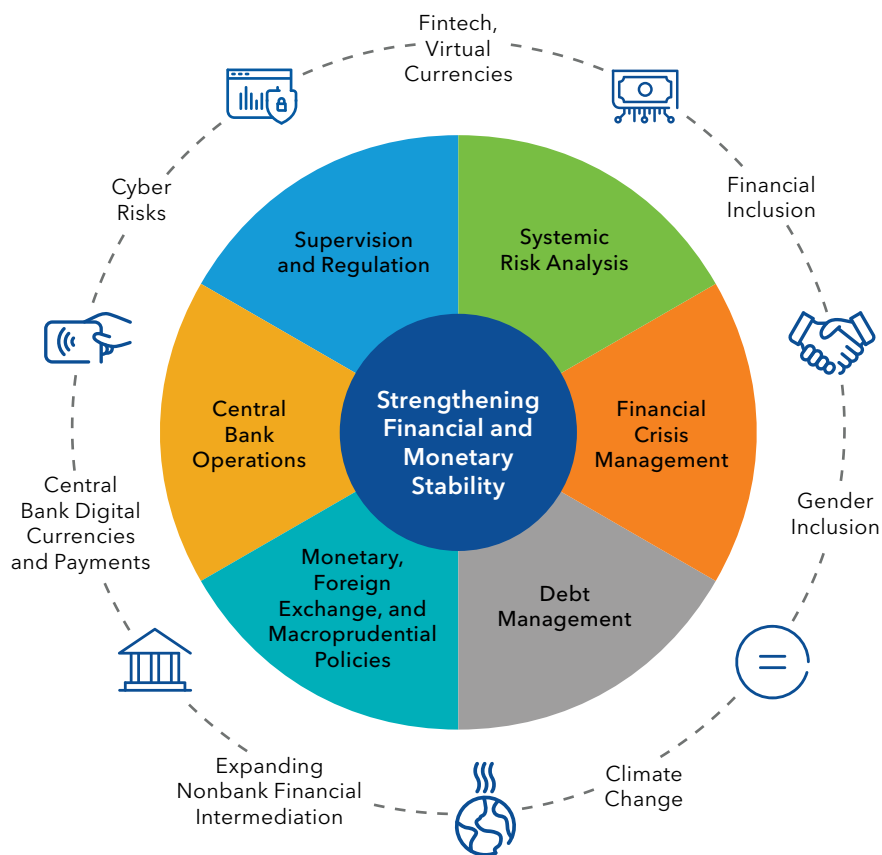 Fintech,
Virtual
Currencies
Cyber
Risks
Financial
Inclusion
Supervision
and Regulation
Systemic
Risk Analysis
Central
Bank
Operations
Strengthening
Financial and
Monetary
Stability
Financial
Crisis
Management
Central
Bank Digital
Currencies
and Payments
Gender
Inclusion
Monetary,
Foreign
Exchange, and
Macroprudential
Policies
Debt
Management
Expanding
Nonbank Financial
Intermediation
Climate
Change